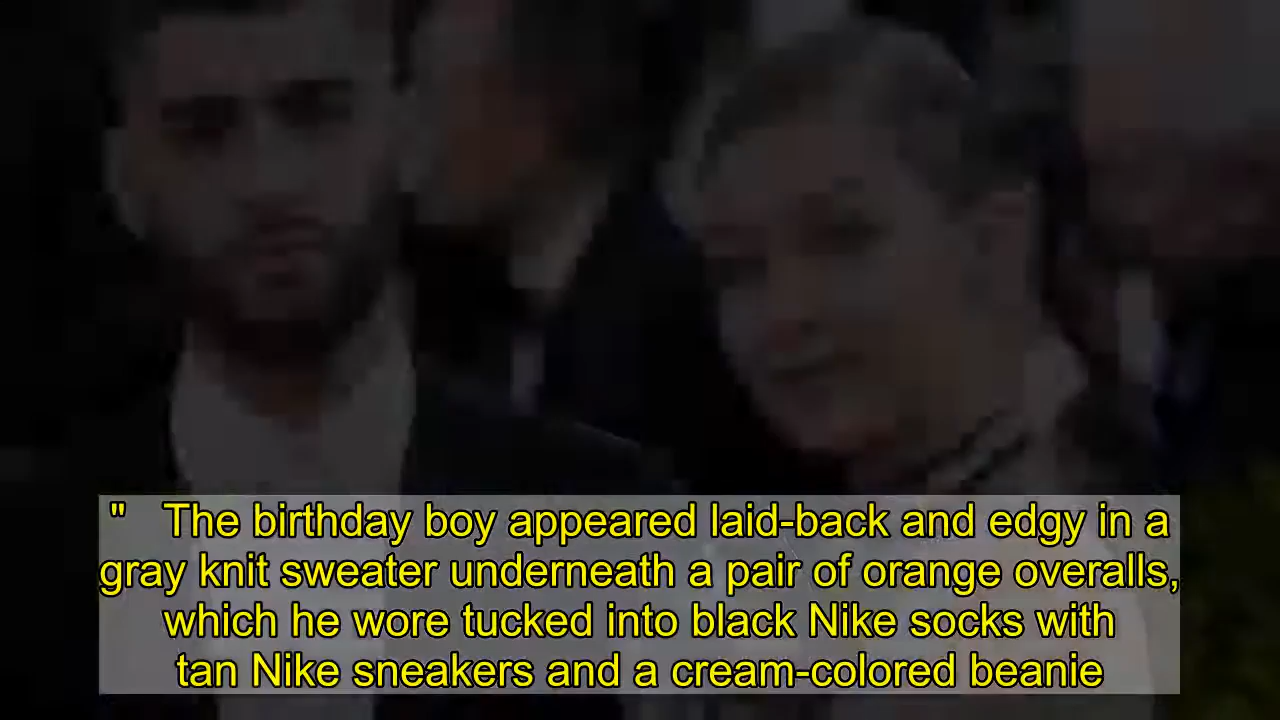 "   The birthday boy appeared laid-back and edgy in a
gray knit sweater underneath a pair of orange overalls,
which he wore tucked into black Nike socks with
tan Nike sneakers and a cream-colored beanie